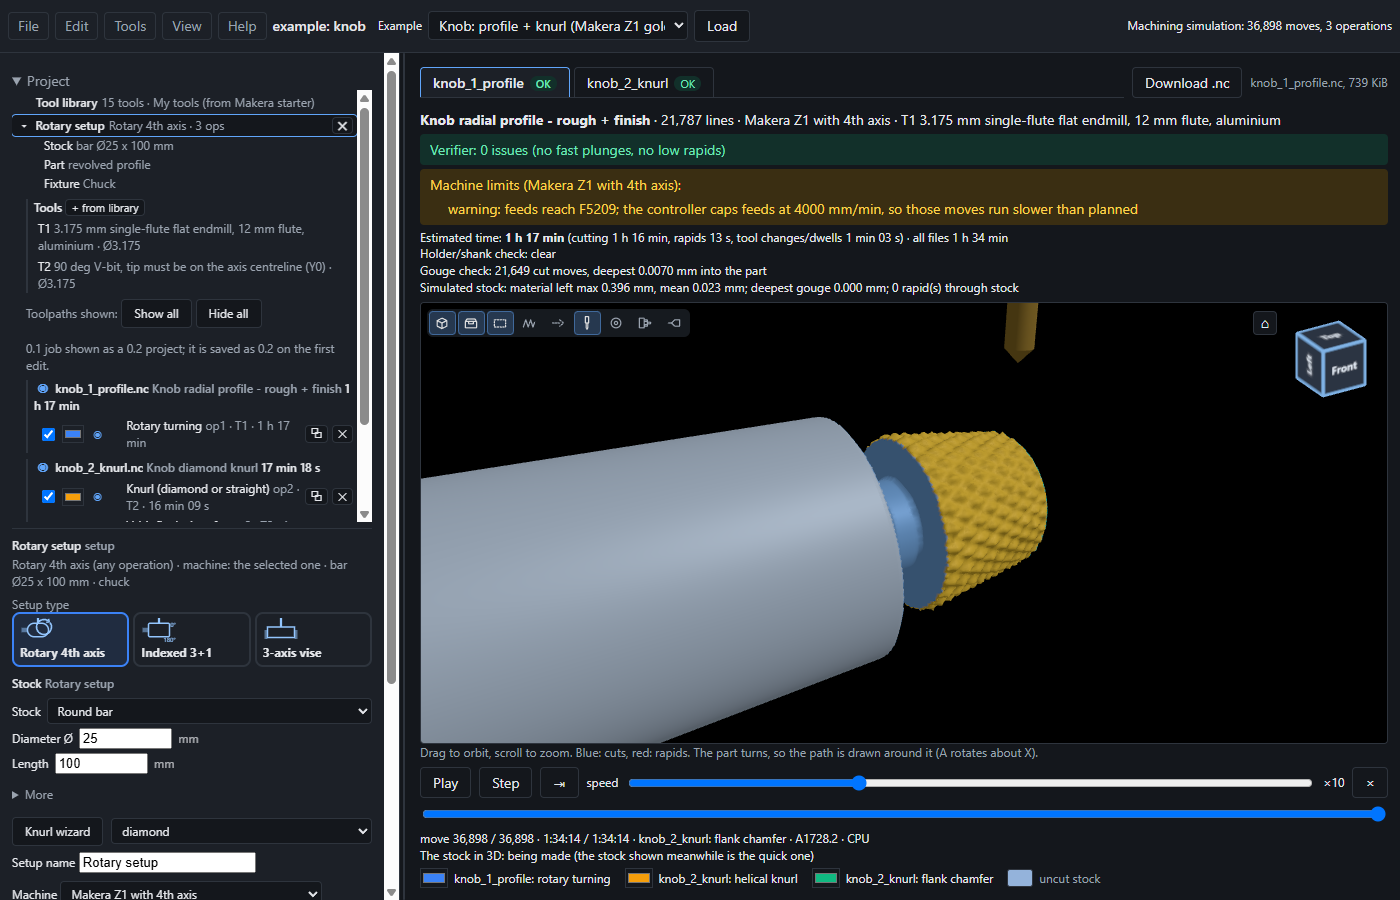 File Edit Tools View Help example: knob Example Knob: profile + knurl (Makera Z1 gol Load Machining simulation: 36,898 moves, 3 operations
Project
Tool library 15 tools · My tools (from Makera starter)
Rotary setup Rotary 4th axis · 3 ops
Stock bar Ø25 x 100 mm
Part revolved profile
Fixture Chuck
Tools + from library
T1 3.175 mm single-flute flat endmill, 12 mm flute,
aluminium · Ø3.175
T2 90 deg V-bit, tip must be on the axis centreline (Y0) ·
Ø3.175
Toolpaths shown: Show all Hide all
0.1 job shown as a 0.2 project; it is saved as 0.2 on the first
edit.
knob_1_profile.nc Knob radial profile - rough + finish 1
h 17 min
Rotary turning op1 · T1 · 1 h 17
min
knob_2_knurl.nc Knob diamond knurl 17 min 18 s
Knurl (diamond or straight) op2 ·
T2 · 16 min 09 s
Rotary setup setup
Rotary 4th axis (any operation) · machine: the selected one · bar
Ø25 x 100 mm · chuck
Setup type
Rotary 4th axis Indexed 3+1 3-axis vise
Stock Rotary setup
Stock Round bar
Diameter Ø 25 mm
Length 100 mm
More
Knurl wizard diamond
Setup name Rotary setup
Machine Makera Z1 with 4th axis
knob_1_profile OK knob_2_knurl OK Download .nc knob_1_profile.nc, 739 KiB
Knob radial profile - rough + finish · 21,787 lines · Makera Z1 with 4th axis · T1 3.175 mm single-flute flat endmill, 12 mm flute, aluminium
Verifier: 0 issues (no fast plunges, no low rapids)
Machine limits (Makera Z1 with 4th axis):
warning: feeds reach F5209; the controller caps feeds at 4000 mm/min, so those moves run slower than planned
Estimated time: 1 h 17 min (cutting 1 h 16 min, rapids 13 s, tool changes/dwells 1 min 03 s) · all files 1 h 34 min
Holder/shank check: clear
Gouge check: 21,649 cut moves, deepest 0.0070 mm into the part
Simulated stock: material left max 0.396 mm, mean 0.023 mm; deepest gouge 0.000 mm; 0 rapid(s) through stock
Top
Left Front
Drag to orbit, scroll to zoom. Blue: cuts, red: rapids. The part turns, so the path is drawn around it (A rotates about X).
Play Step speed ×10
move 36,898 / 36,898 · 1:34:14 / 1:34:14 · knob_2_knurl: flank chamfer · A1728.2 · CPU
The stock in 3D: being made (the stock shown meanwhile is the quick one)
knob_1_profile: rotary turning knob_2_knurl: helical knurl knob_2_knurl: flank chamfer uncut stock